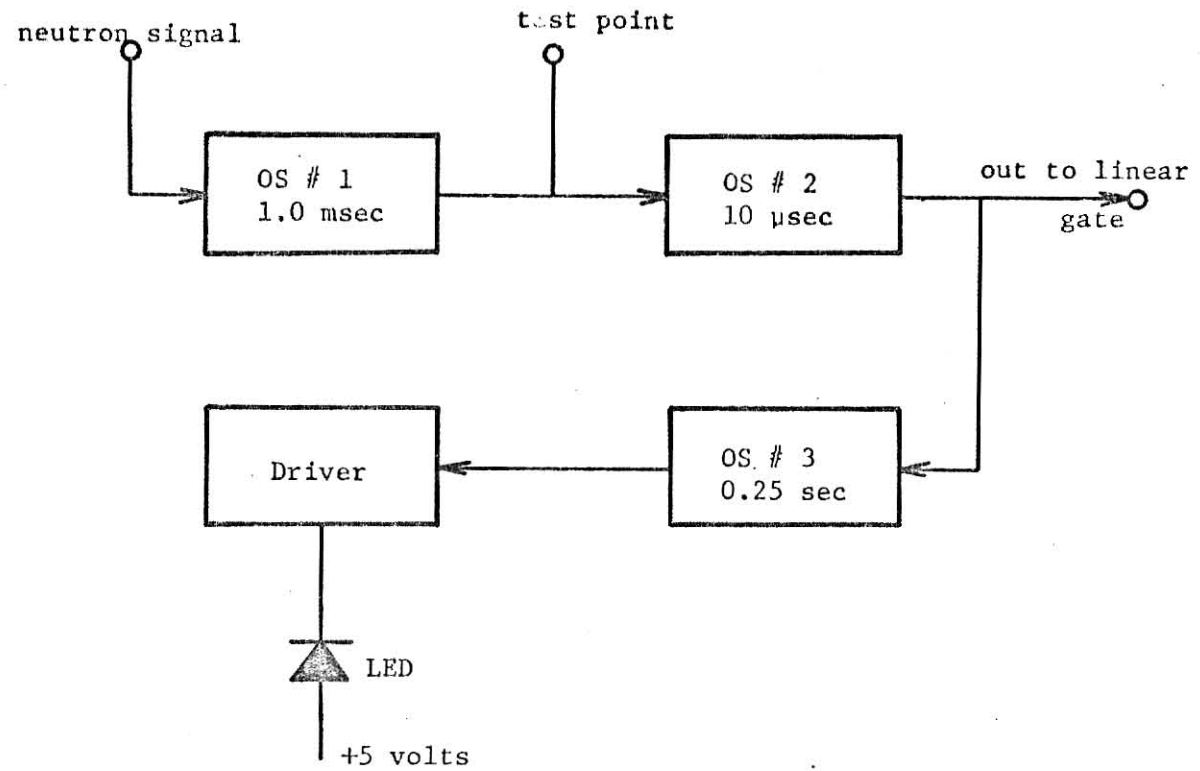 neutron signal
test point
OS # 1
1.0 msec
OS # 2
10 μsec
out to linear
gate
Driver
OS # 3
0.25 sec
LED
+5 volts